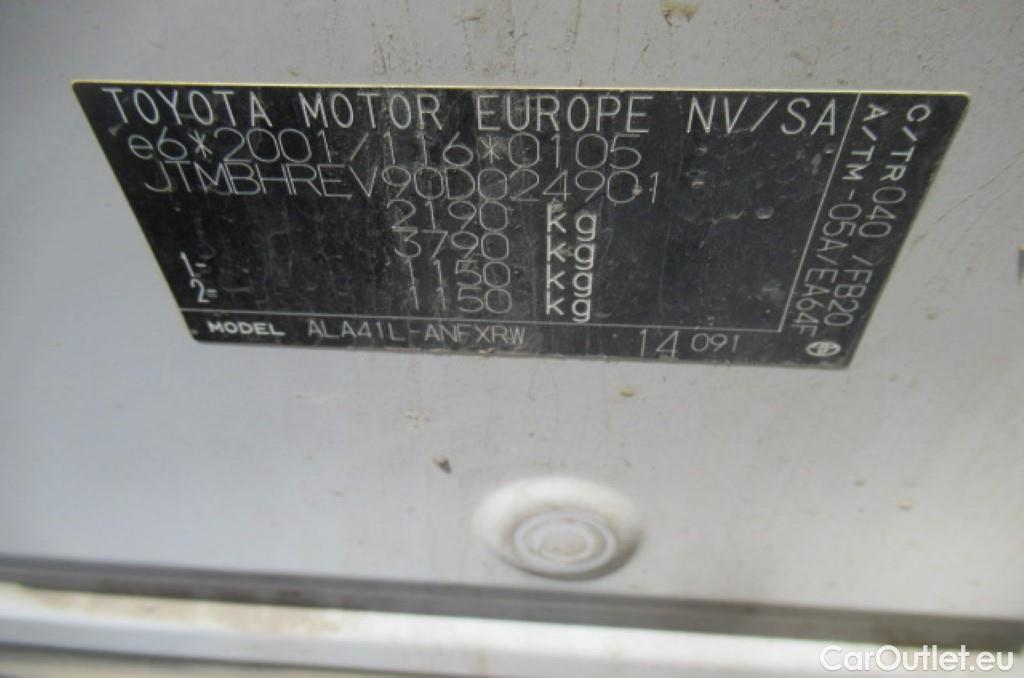 TOYOTA MOTOR EUROPE NV/SA
e6*2001/116*0105
JTMBHREV90D024901
2190 kg
3790 kg
1- 1150 kg
2- 1150 kg
MODEL ALA41L-ANFXRW 14 091
C/TR 040 /FB20
A/TM -05A/EA64F
CarOutlet.eu